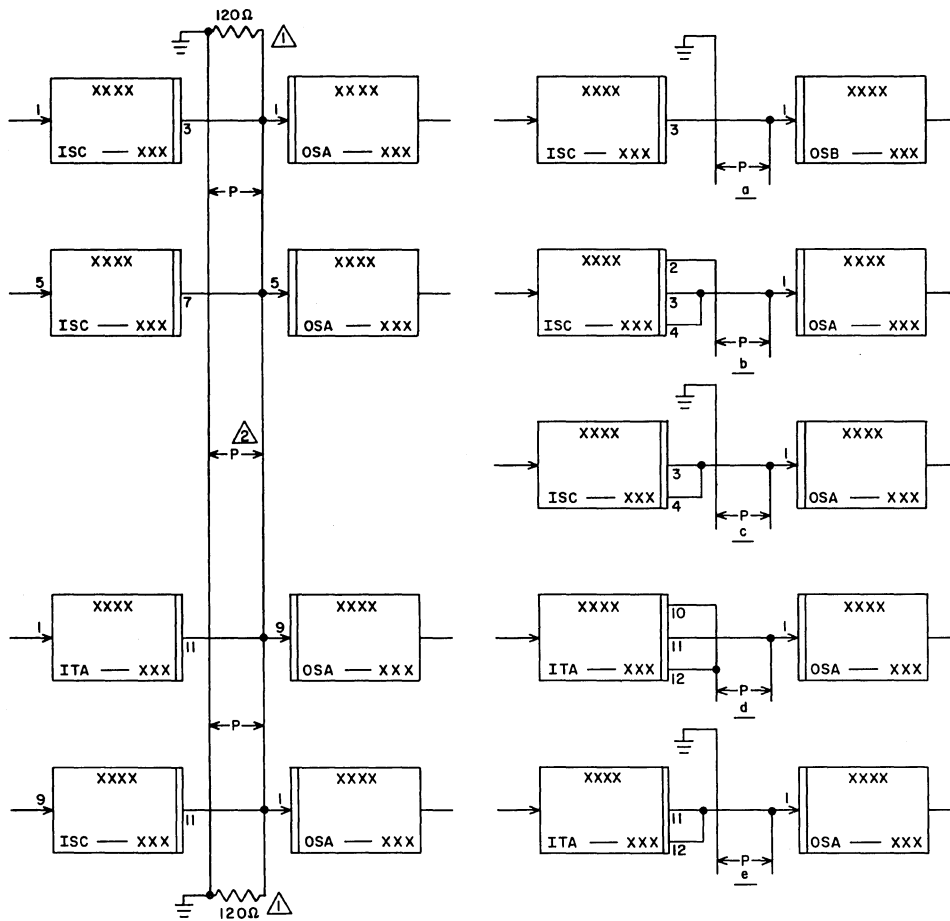 120Ω
1
XXXX
1
3
ISC — XXX
XXXX
1
OSA — XXX
P
XXXX
5
7
ISC — XXX
XXXX
5
OSA — XXX
2
P
XXXX
1
11
ITA — XXX
XXXX
9
OSA — XXX
P
XXXX
9
11
ISC — XXX
XXXX
1
OSA — XXX
120Ω
1
XXXX
3
ISC — XXX
XXXX
1
OSB — XXX
P
a
XXXX
2
3
4
ISC — XXX
XXXX
1
OSA — XXX
P
b
XXXX
3
4
ISC — XXX
XXXX
1
OSA — XXX
P
c
XXXX
10
11
12
ITA — XXX
XXXX
1
OSA — XXX
P
d
XXXX
11
12
ITA — XXX
XXXX
1
OSA — XXX
P
e